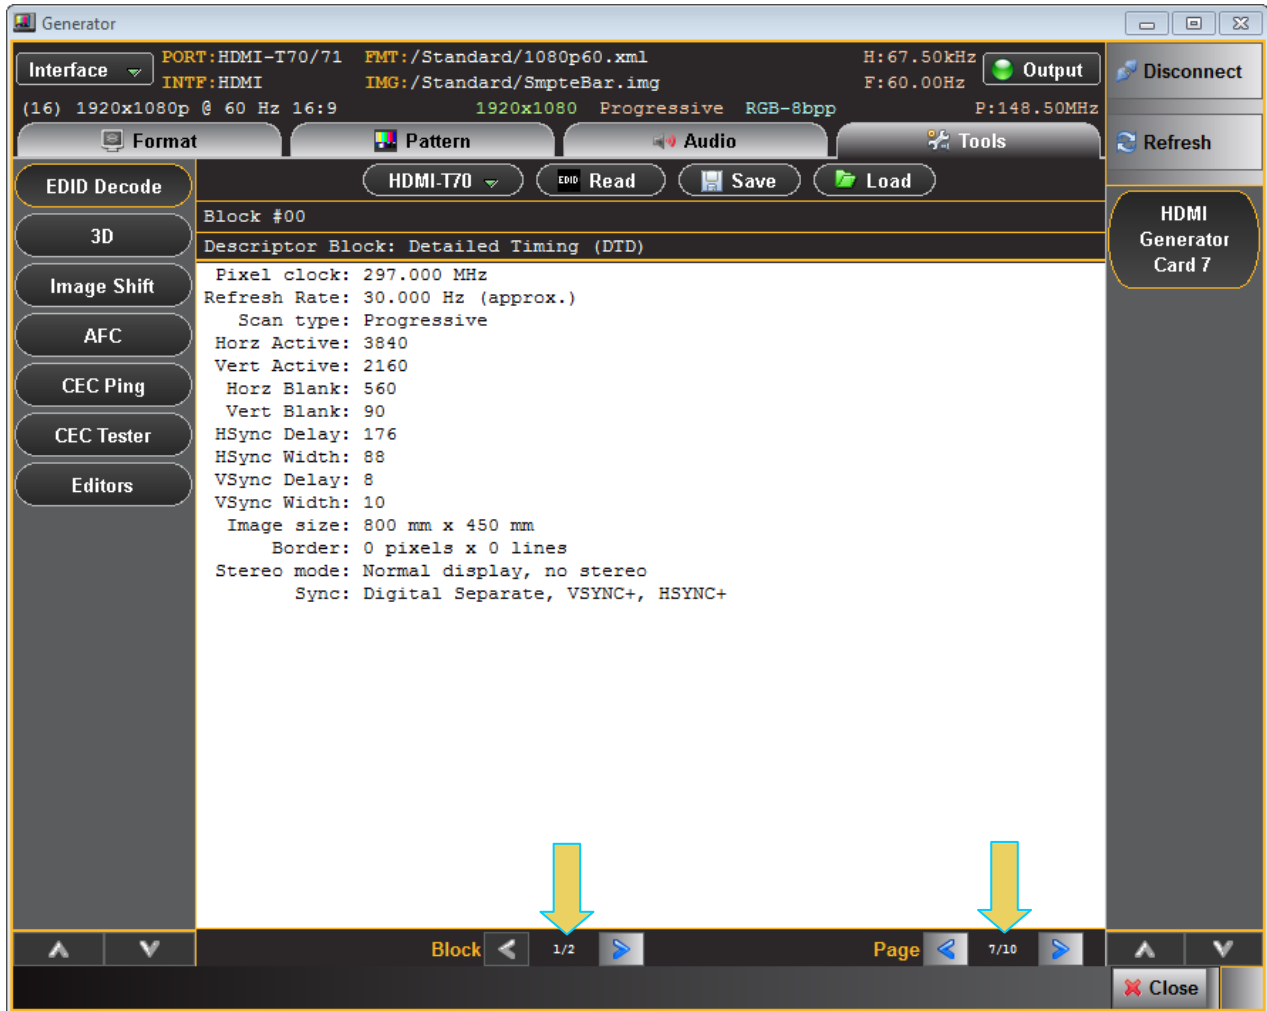 Generator
Interface PORT:HDMI-T70/71 FMT:/Standard/1080p60.xml H:67.50kHz Output Disconnect
INTF:HDMI IMG:/Standard/SmpteBar.img F:60.00Hz
(16) 1920x1080p @ 60 Hz 16:9 1920x1080 Progressive RGB-8bpp P:148.50MHz
Format Pattern Audio Tools Refresh
EDID Decode HDMI-T70 EDID Read Save Load
Block #00
3D
Descriptor Block: Detailed Timing (DTD)
HDMI
Generator
Card 7
Image Shift
AFC
CEC Ping
CEC Tester
Editors
Pixel clock: 297.000 MHz
Refresh Rate: 30.000 Hz (approx.)
Scan type: Progressive
Horz Active: 3840
Vert Active: 2160
Horz Blank: 560
Vert Blank: 90
HSync Delay: 176
HSync Width: 88
VSync Delay: 8
VSync Width: 10
Image size: 800 mm x 450 mm
Border: 0 pixels x 0 lines
Stereo mode: Normal display, no stereo
Sync: Digital Separate, VSYNC+, HSYNC+
Block 1/2 Page 7/10
Close